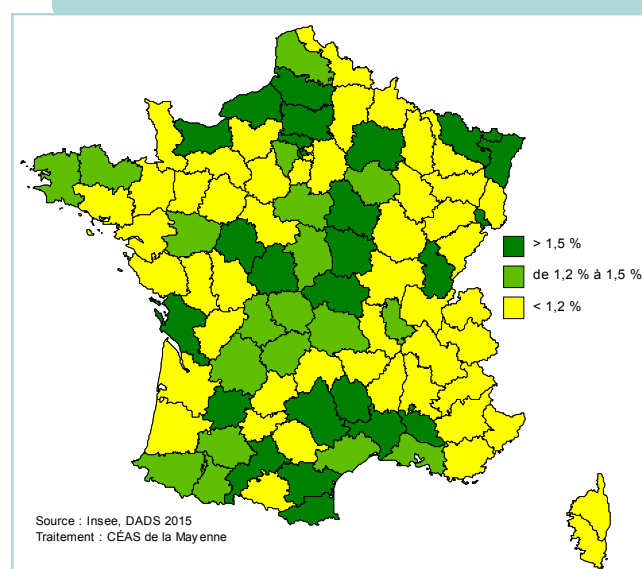 > 1,5 %
de 1,2 % à 1,5 %
< 1,2 %
Source : Insee, DADS 2015
Traitement : CÉAS de la Mayenne